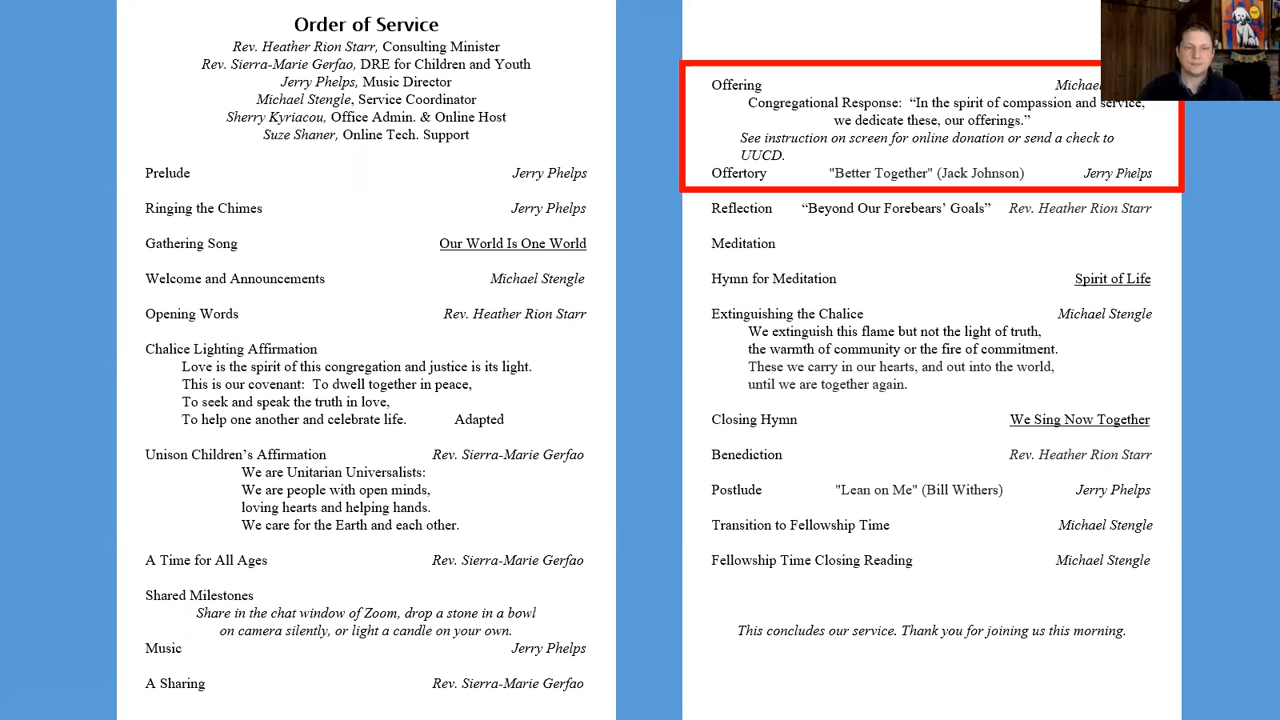 Order of Service
Rev. Heather Rion Starr, Consulting Minister
Rev. Sierra-Marie Gerfao, DRE for Children and Youth
Jerry Phelps, Music Director
Michael Stengle, Service Coordinator
Sherry Kyriacou, Office Admin. & Online Host
Suze Shaner, Online Tech. Support
Prelude Jerry Phelps
Ringing the Chimes Jerry Phelps
Gathering Song Our World Is One World
Welcome and Announcements Michael Stengle
Opening Words Rev. Heather Rion Starr
Chalice Lighting Affirmation
Love is the spirit of this congregation and justice is its light.
This is our covenant: To dwell together in peace,
To seek and speak the truth in love,
To help one another and celebrate life. Adapted
Unison Children’s Affirmation Rev. Sierra-Marie Gerfao
We are Unitarian Universalists:
We are people with open minds,
loving hearts and helping hands.
We care for the Earth and each other.
A Time for All Ages Rev. Sierra-Marie Gerfao
Shared Milestones
Share in the chat window of Zoom, drop a stone in a bowl
on camera silently, or light a candle on your own.
Music Jerry Phelps
A Sharing Rev. Sierra-Marie Gerfao
Offering Michael
Congregational Response: “In the spirit of compassion and service,
we dedicate these, our offerings.”
See instruction on screen for online donation or send a check to
UUCD.
Offertory "Better Together" (Jack Johnson) Jerry Phelps
Reflection “Beyond Our Forebears’ Goals” Rev. Heather Rion Starr
Meditation
Hymn for Meditation Spirit of Life
Extinguishing the Chalice Michael Stengle
We extinguish this flame but not the light of truth,
the warmth of community or the fire of commitment.
These we carry in our hearts, and out into the world,
until we are together again.
Closing Hymn We Sing Now Together
Benediction Rev. Heather Rion Starr
Postlude "Lean on Me" (Bill Withers) Jerry Phelps
Transition to Fellowship Time Michael Stengle
Fellowship Time Closing Reading Michael Stengle
This concludes our service. Thank you for joining us this morning.